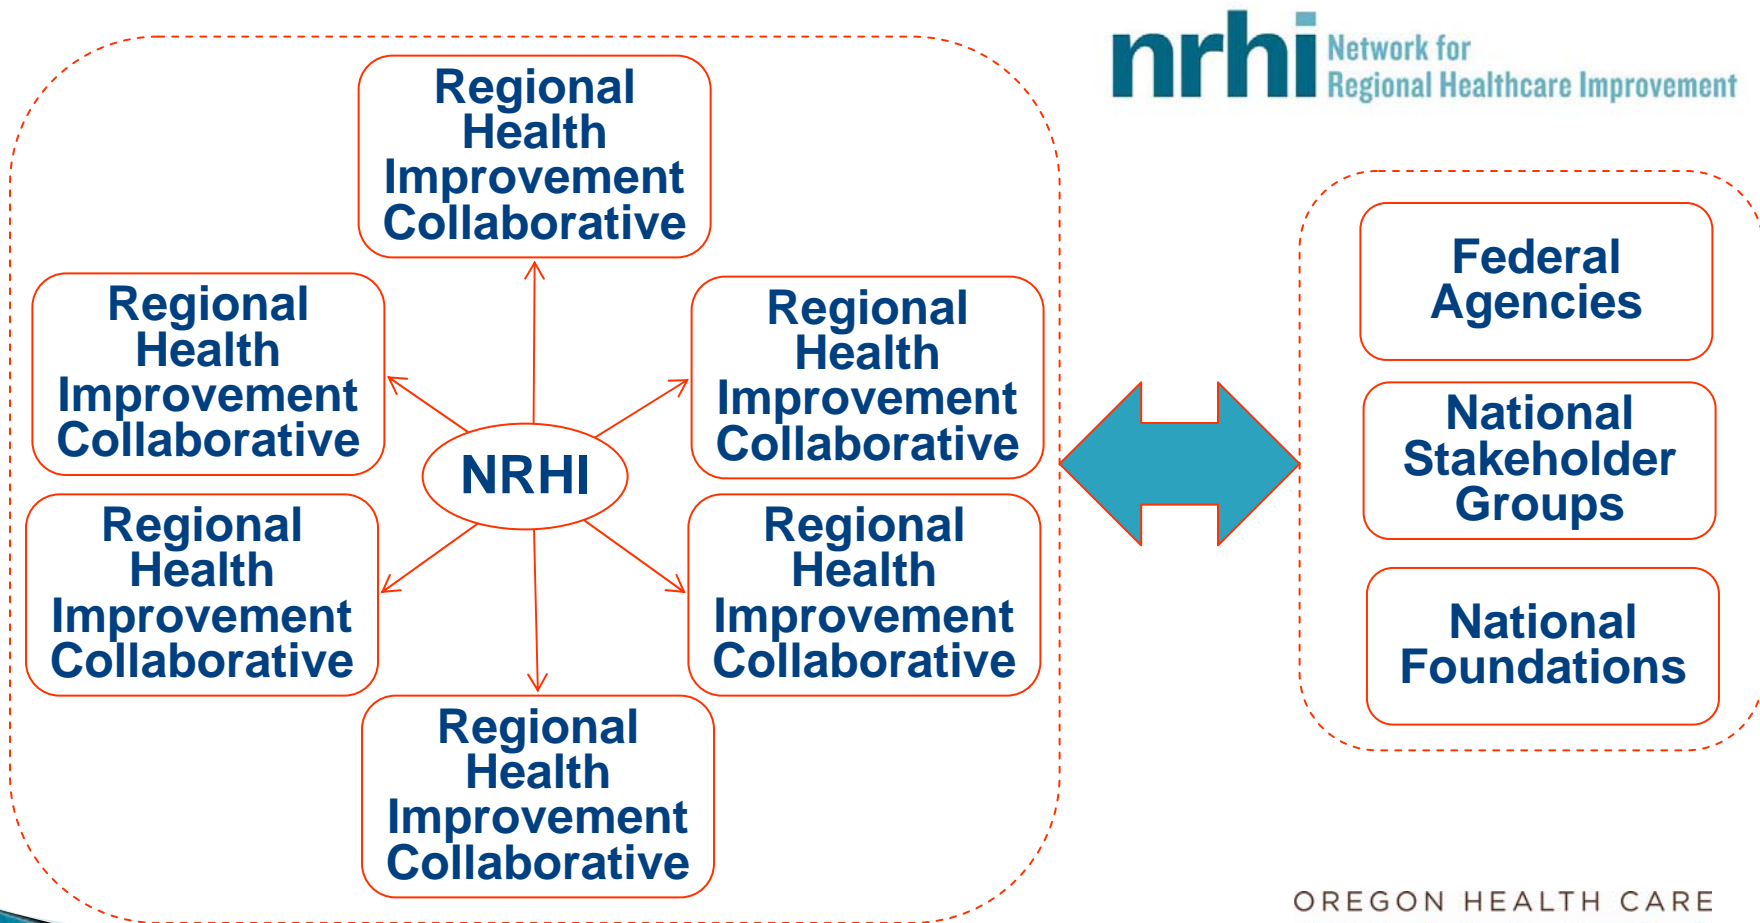 nrhi
Network for
Regional Healthcare Improvement
Regional
Health
Improvement
Collaborative
Regional
Health
Improvement
Collaborative
Regional
Health
Improvement
Collaborative
NRHI
Regional
Health
Improvement
Collaborative
Regional
Health
Improvement
Collaborative
Regional
Health
Improvement
Collaborative
Federal
Agencies
National
Stakeholder
Groups
National
Foundations
OREGON HEALTH CARE